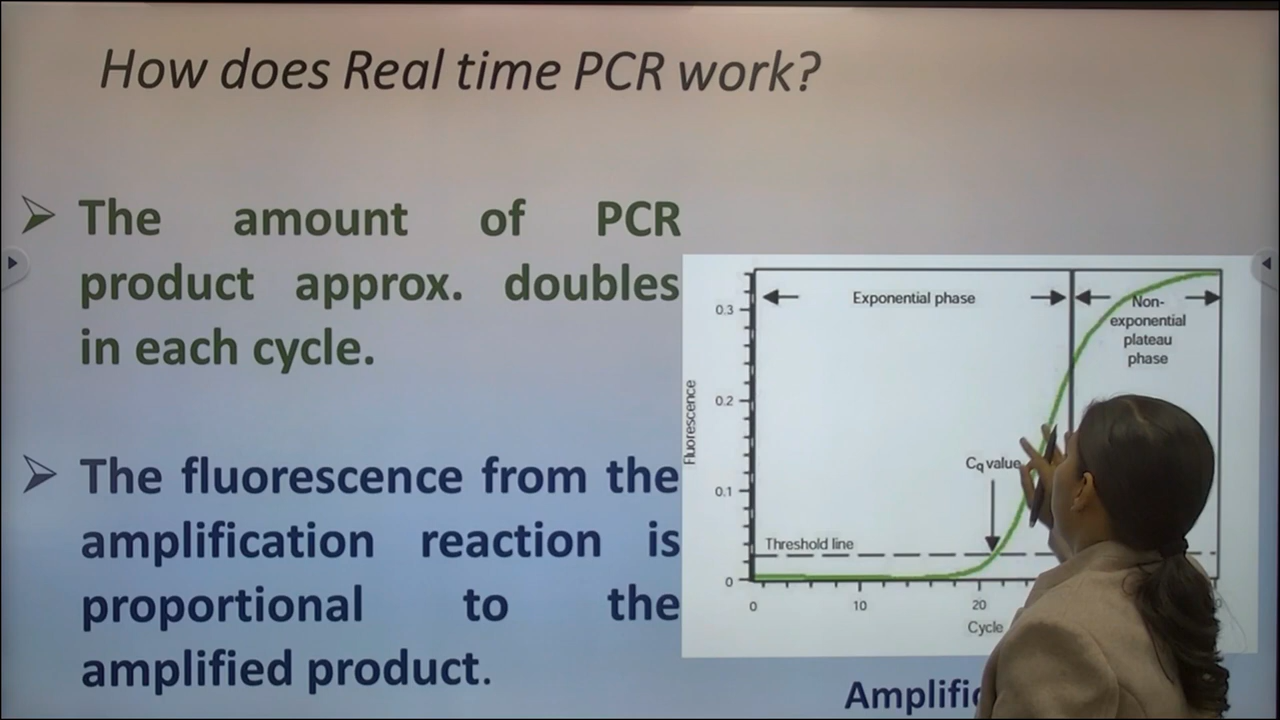 How does Real time PCR work?
The amount of PCR
product approx. doubles
in each cycle.
The fluorescence from the
amplification reaction is
proportional to the
amplified product.
Exponential phase
Non-
exponential
plateau
phase
0.3
0.2
0.1
0
Fluorescence
Cq value
Threshold line
0
10
20
Cycle